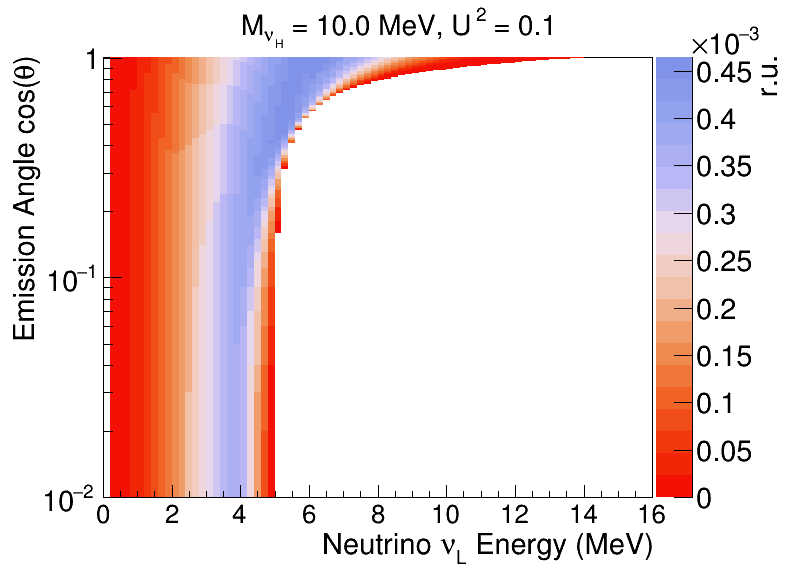 M_{ν_H} = 10.0 MeV, U² = 0.1
×10⁻³
r.u.
Emission Angle cos(θ)
1
10⁻¹
10⁻²
0.45
0.4
0.35
0.3
0.25
0.2
0.15
0.1
0.05
0
0 2 4 6 8 10 12 14 16
Neutrino ν_L Energy (MeV)